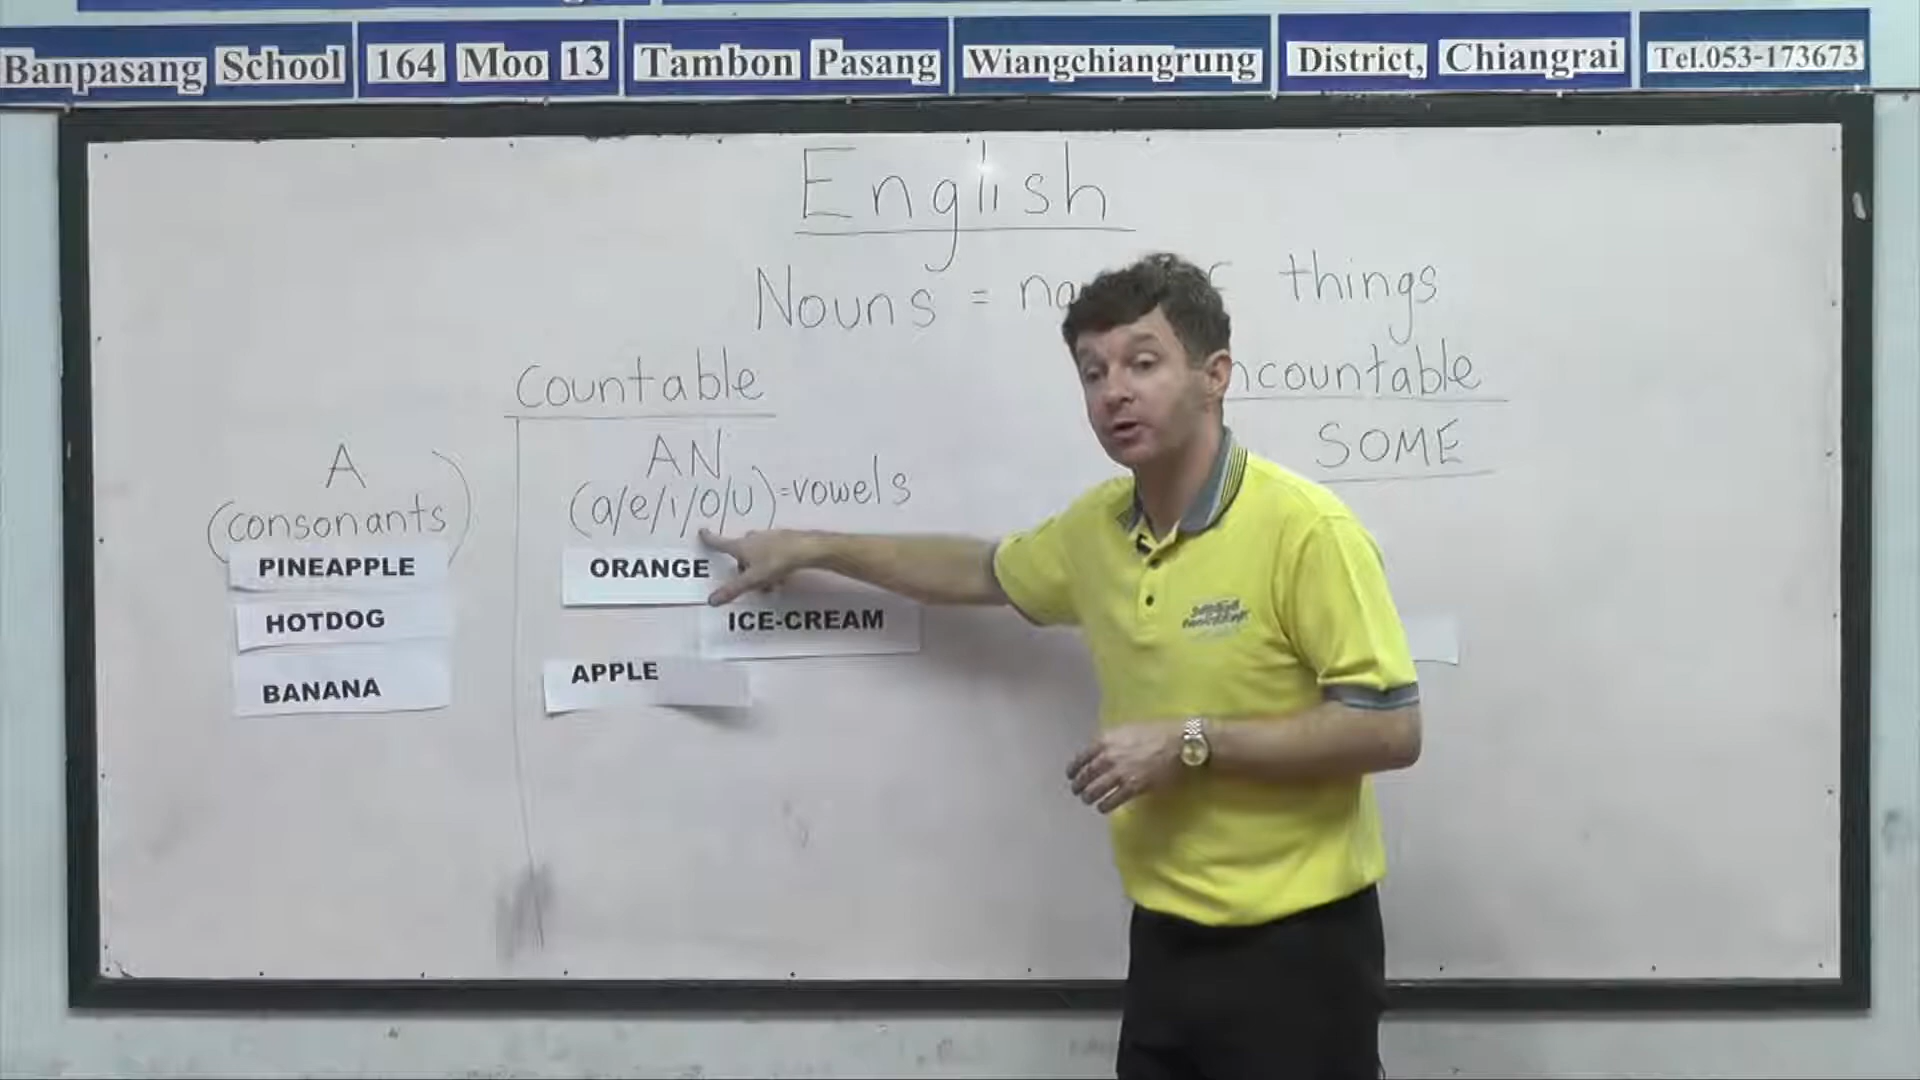 Banpasang School 164 Moo 13 Tambon Pasang Wiangchiangrung District, Chiangrai Tel.053-173673
English
Nouns = things
Countable
ncountable
A
AN
SOME
(consonants)
(a/e/i/o/u)=vowels
PINEAPPLE
ORANGE
HOTDOG
ICE-CREAM
BANANA
APPLE